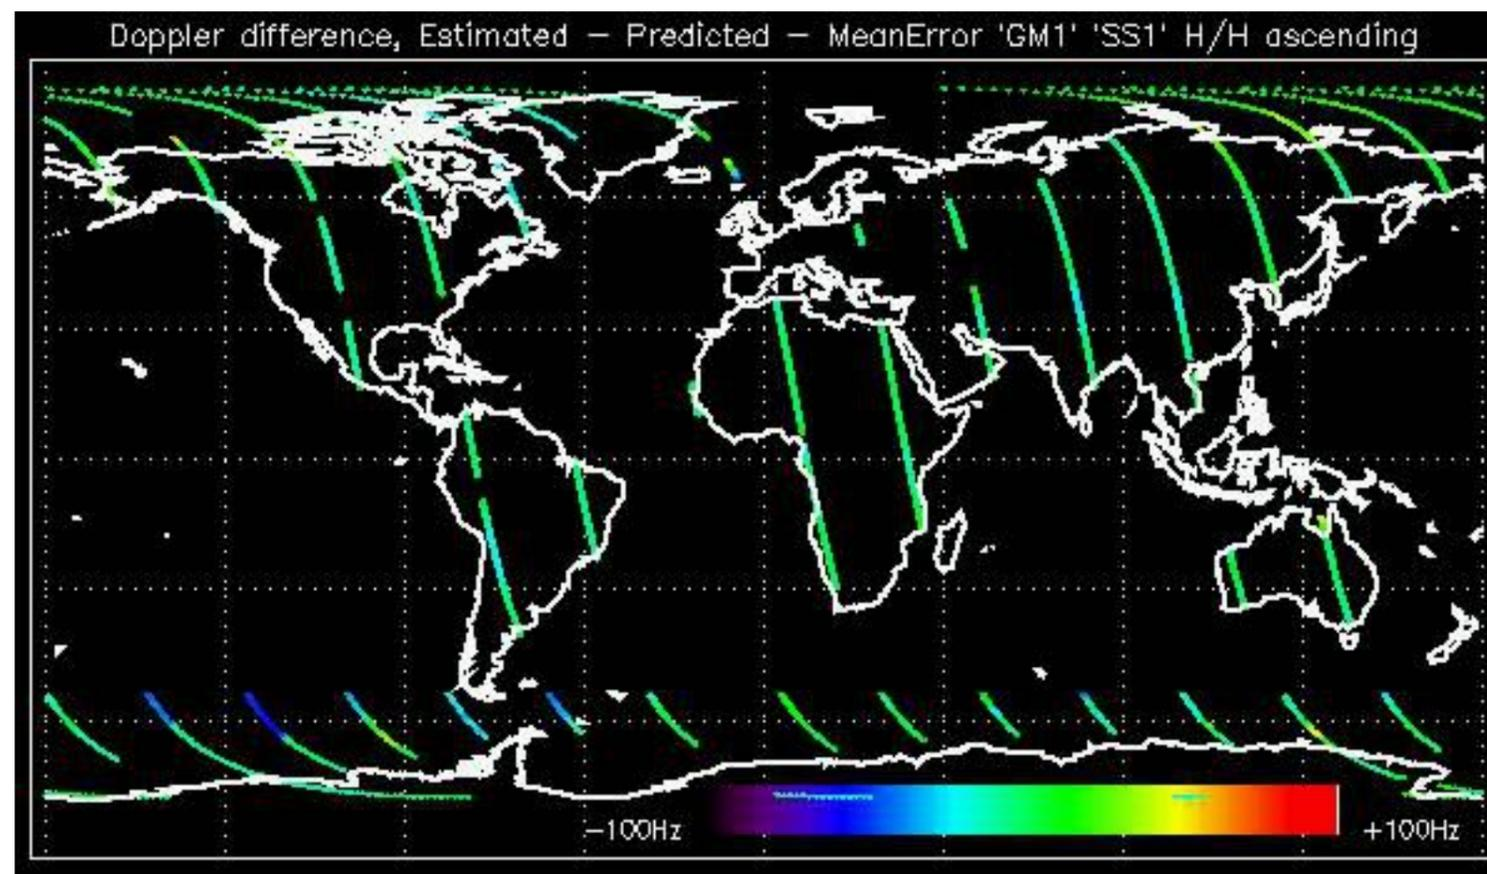 Doppler difference, Estimated – Predicted – MeanError 'GM1' 'SS1' H/H ascending
–100Hz
+100Hz